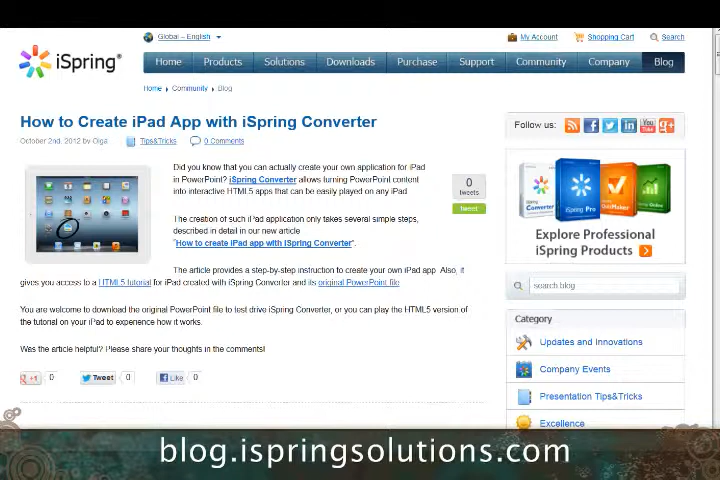 Global – English
My Account
Shopping Cart
Search
iSpring®
Home
Products
Solutions
Downloads
Purchase
Support
Community
Company
Blog
Home
Community
Blog
How to Create iPad App with iSpring Converter
October 2nd, 2012 by Olga
Tips&Tricks
0 Comments
Did you know that you can actually create your own application for iPad
in PowerPoint? iSpring Converter allows turning PowerPoint content
into interactive HTML5 apps that can be easily played on any iPad
0
tweets
tweet
The creation of such iPad application only takes several simple steps,
described in detail in our new article
"How to create iPad app with iSpring Converter".
The article provides a step-by-step instruction to create your own iPad app Also, it
gives you access to a HTML5 tutorial for iPad created with iSpring Converter and its original PowerPoint file
You are welcome to download the original PowerPoint file to test drive iSpring Converter, or you can play the HTML5 version of
the tutorial on your iPad to experience how it works.
Was the article helpful? Please share your thoughts in the comments!
+1
0
Tweet
0
Like
0
Follow us:
You
Tube
g+
iSpring
Converter
iSpring Pro
QuizMaker
iSpring Online
Explore Professional
iSpring Products
search blog
Category
Updates and Innovations
Company Events
Presentation Tips&Tricks
Excellence
blog.ispringsolutions.com